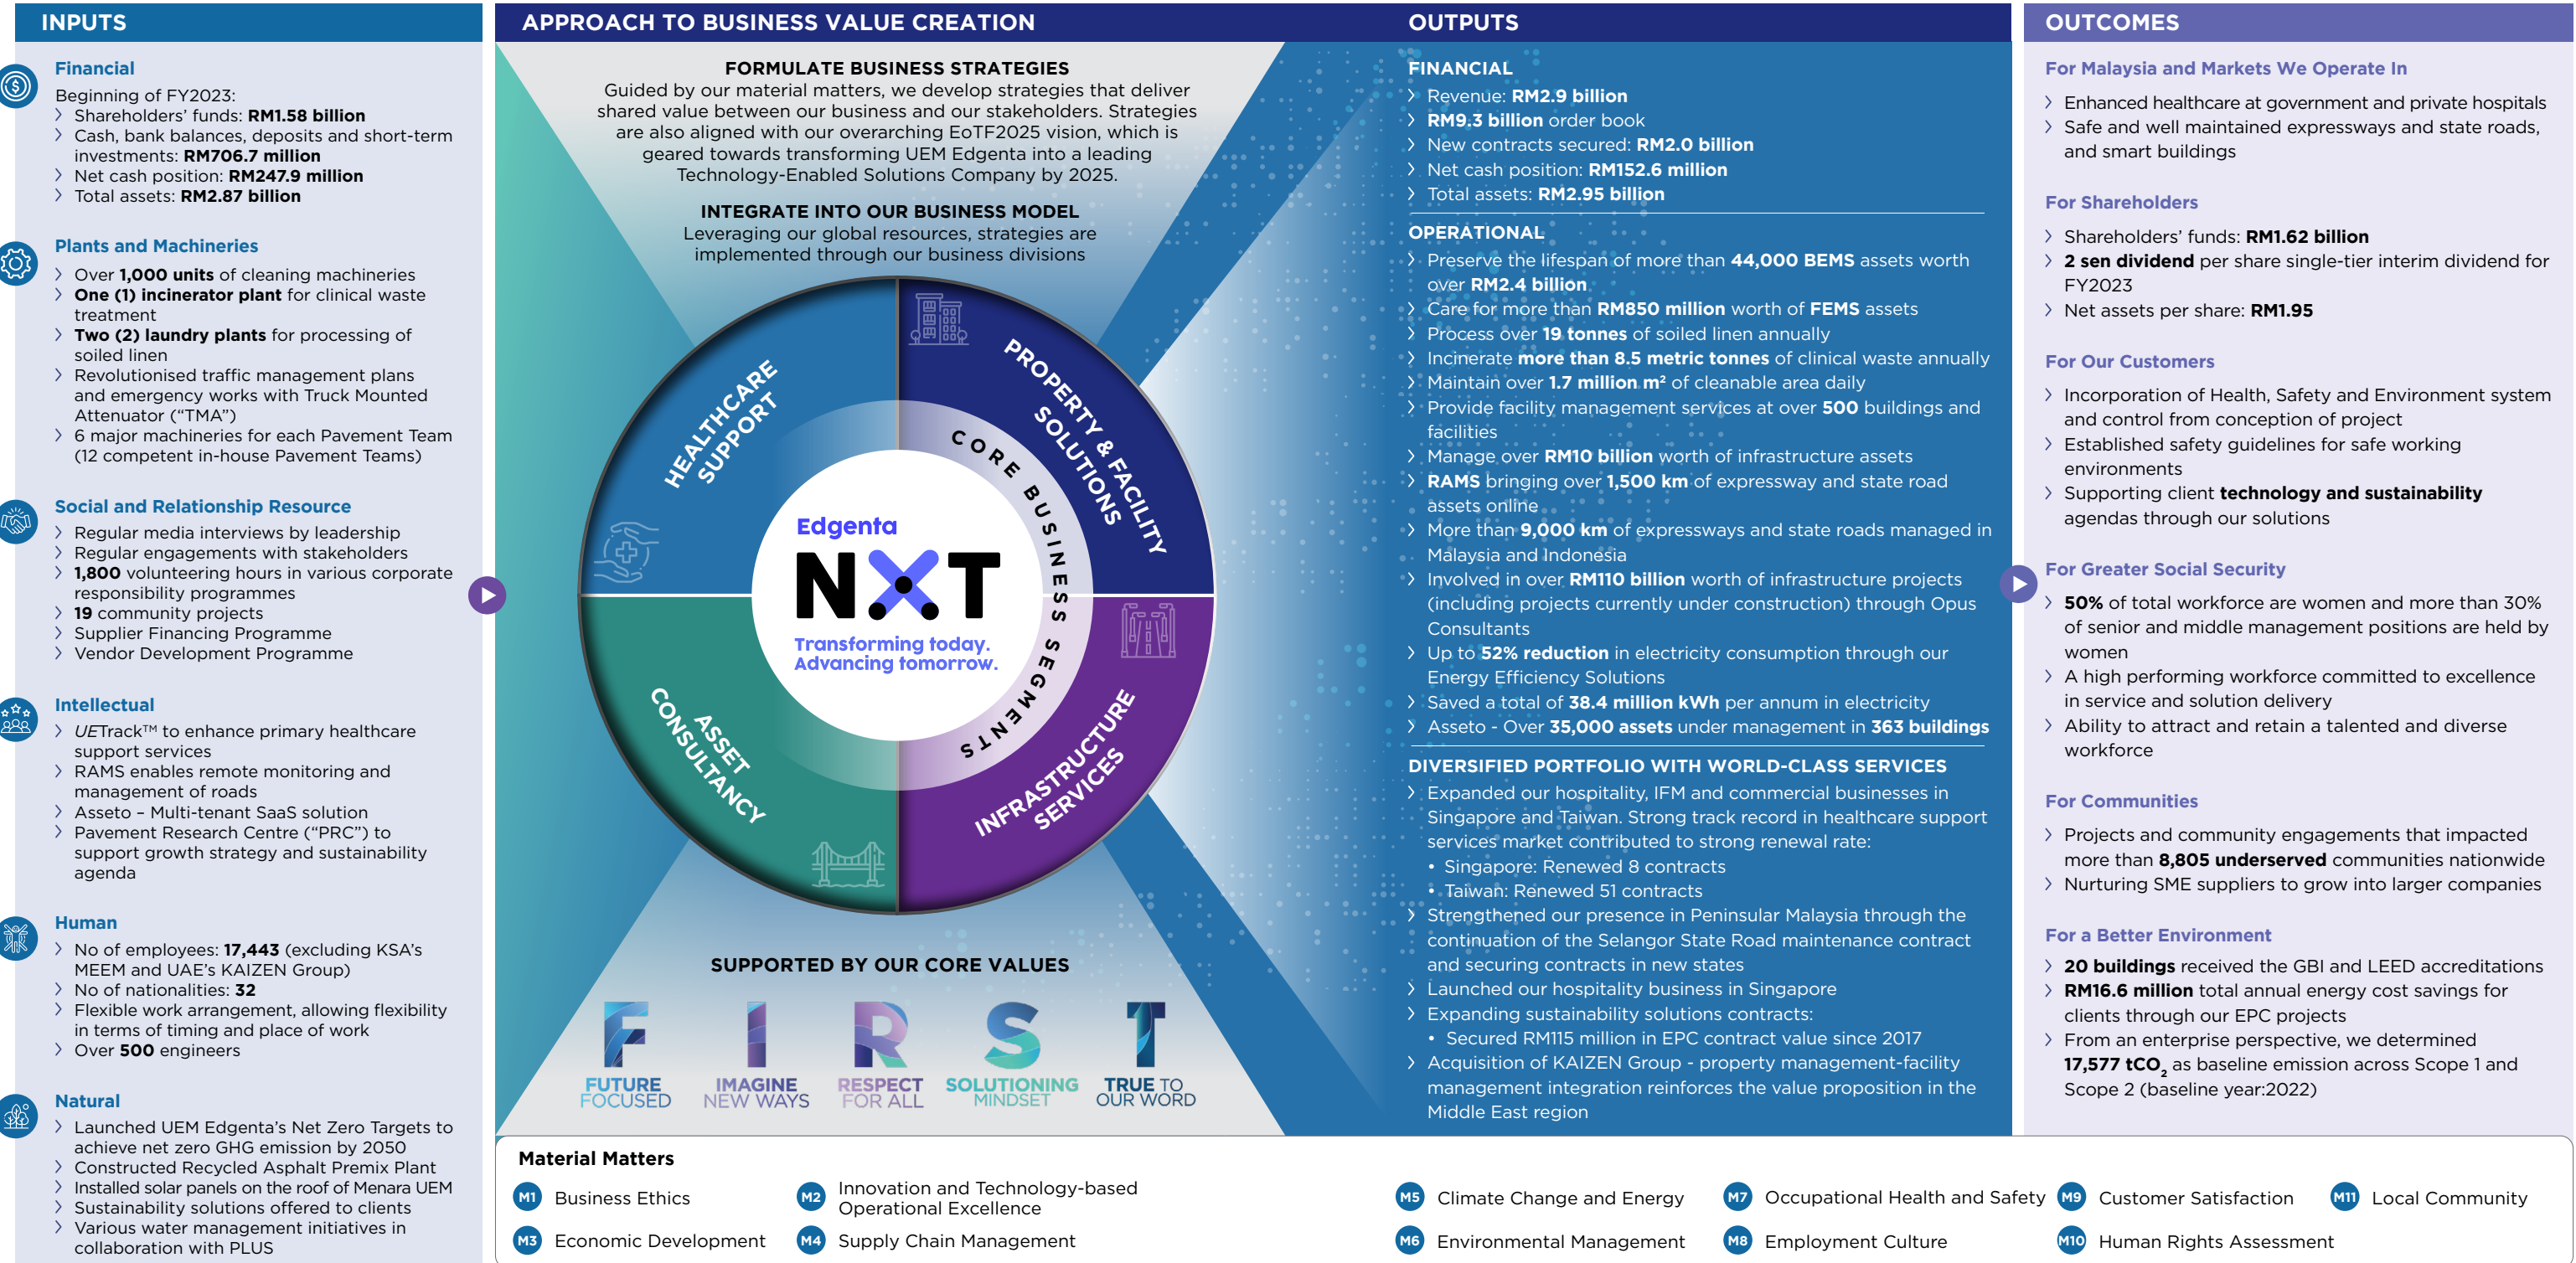 INPUTS
Financial
Beginning of FY2023:
Shareholders' funds: RM1.58 billion
Cash, bank balances, deposits and short-term
investments: RM706.7 million
Net cash position: RM247.9 million
Total assets: RM2.87 billion
Plants and Machineries
Over 1,000 units of cleaning machineries
One (1) incinerator plant for clinical waste
treatment
Two (2) laundry plants for processing of
soiled linen
Revolutionised traffic management plans
and emergency works with Truck Mounted
Attenuator ("TMA")
6 major machineries for each Pavement Team
(12 competent in-house Pavement Teams)
Social and Relationship Resource
Regular media interviews by leadership
Regular engagements with stakeholders
1,800 volunteering hours in various corporate
responsibility programmes
19 community projects
Supplier Financing Programme
Vendor Development Programme
Intellectual
UETrack™ to enhance primary healthcare
support services
RAMS enables remote monitoring and
management of roads
Asseto – Multi-tenant SaaS solution
Pavement Research Centre ("PRC") to
support growth strategy and sustainability
agenda
Human
No of employees: 17,443 (excluding KSA's
MEEM and UAE's KAIZEN Group)
No of nationalities: 32
Flexible work arrangement, allowing flexibility
in terms of timing and place of work
Over 500 engineers
Natural
Launched UEM Edgenta's Net Zero Targets to
achieve net zero GHG emission by 2050
Constructed Recycled Asphalt Premix Plant
Installed solar panels on the roof of Menara UEM
Sustainability solutions offered to clients
Various water management initiatives in
collaboration with PLUS
APPROACH TO BUSINESS VALUE CREATION
FORMULATE BUSINESS STRATEGIES
Guided by our material matters, we develop strategies that deliver
shared value between our business and our stakeholders. Strategies
are also aligned with our overarching EoTF2025 vision, which is
geared towards transforming UEM Edgenta into a leading
Technology-Enabled Solutions Company by 2025.
INTEGRATE INTO OUR BUSINESS MODEL
Leveraging our global resources, strategies are
implemented through our business divisions
HEALTHCARE
SUPPORT
PROPERTY & FACILITY
SOLUTIONS
CORE BUSINESS SEGMENTS
Edgenta
NXT
Transforming today.
Advancing tomorrow.
ASSET
CONSULTANCY
INFRASTRUCTURE
SERVICES
SUPPORTED BY OUR CORE VALUES
F I R S T
FUTURE
FOCUSED
IMAGINE
NEW WAYS
RESPECT
FOR ALL
SOLUTIONING
MINDSET
TRUE TO
OUR WORD
OUTPUTS
FINANCIAL
Revenue: RM2.9 billion
RM9.3 billion order book
New contracts secured: RM2.0 billion
Net cash position: RM152.6 million
Total assets: RM2.95 billion
OPERATIONAL
Preserve the lifespan of more than 44,000 BEMS assets worth
over RM2.4 billion
Care for more than RM850 million worth of FEMS assets
Process over 19 tonnes of soiled linen annually
Incinerate more than 8.5 metric tonnes of clinical waste annually
Maintain over 1.7 million m² of cleanable area daily
Provide facility management services at over 500 buildings and
facilities
Manage over RM10 billion worth of infrastructure assets
RAMS bringing over 1,500 km of expressway and state road
assets online
More than 9,000 km of expressways and state roads managed in
Malaysia and Indonesia
Involved in over RM110 billion worth of infrastructure projects
(including projects currently under construction) through Opus
Consultants
Up to 52% reduction in electricity consumption through our
Energy Efficiency Solutions
Saved a total of 38.4 million kWh per annum in electricity
Asseto - Over 35,000 assets under management in 363 buildings
DIVERSIFIED PORTFOLIO WITH WORLD-CLASS SERVICES
Expanded our hospitality, IFM and commercial businesses in
Singapore and Taiwan. Strong track record in healthcare support
services market contributed to strong renewal rate:
• Singapore: Renewed 8 contracts
• Taiwan: Renewed 51 contracts
Strengthened our presence in Peninsular Malaysia through the
continuation of the Selangor State Road maintenance contract
and securing contracts in new states
Launched our hospitality business in Singapore
Expanding sustainability solutions contracts:
• Secured RM115 million in EPC contract value since 2017
Acquisition of KAIZEN Group - property management-facility
management integration reinforces the value proposition in the
Middle East region
OUTCOMES
For Malaysia and Markets We Operate In
Enhanced healthcare at government and private hospitals
Safe and well maintained expressways and state roads,
and smart buildings
For Shareholders
Shareholders' funds: RM1.62 billion
2 sen dividend per share single-tier interim dividend for
FY2023
Net assets per share: RM1.95
For Our Customers
Incorporation of Health, Safety and Environment system
and control from conception of project
Established safety guidelines for safe working
environments
Supporting client technology and sustainability
agendas through our solutions
For Greater Social Security
50% of total workforce are women and more than 30%
of senior and middle management positions are held by
women
A high performing workforce committed to excellence
in service and solution delivery
Ability to attract and retain a talented and diverse
workforce
For Communities
Projects and community engagements that impacted
more than 8,805 underserved communities nationwide
Nurturing SME suppliers to grow into larger companies
For a Better Environment
20 buildings received the GBI and LEED accreditations
RM16.6 million total annual energy cost savings for
clients through our EPC projects
From an enterprise perspective, we determined
17,577 tCO₂ as baseline emission across Scope 1 and
Scope 2 (baseline year:2022)
Material Matters
M1 Business Ethics
M2 Innovation and Technology-based
Operational Excellence
M3 Economic Development
M4 Supply Chain Management
M5 Climate Change and Energy
M6 Environmental Management
M7 Occupational Health and Safety
M8 Employment Culture
M9 Customer Satisfaction
M10 Human Rights Assessment
M11 Local Community